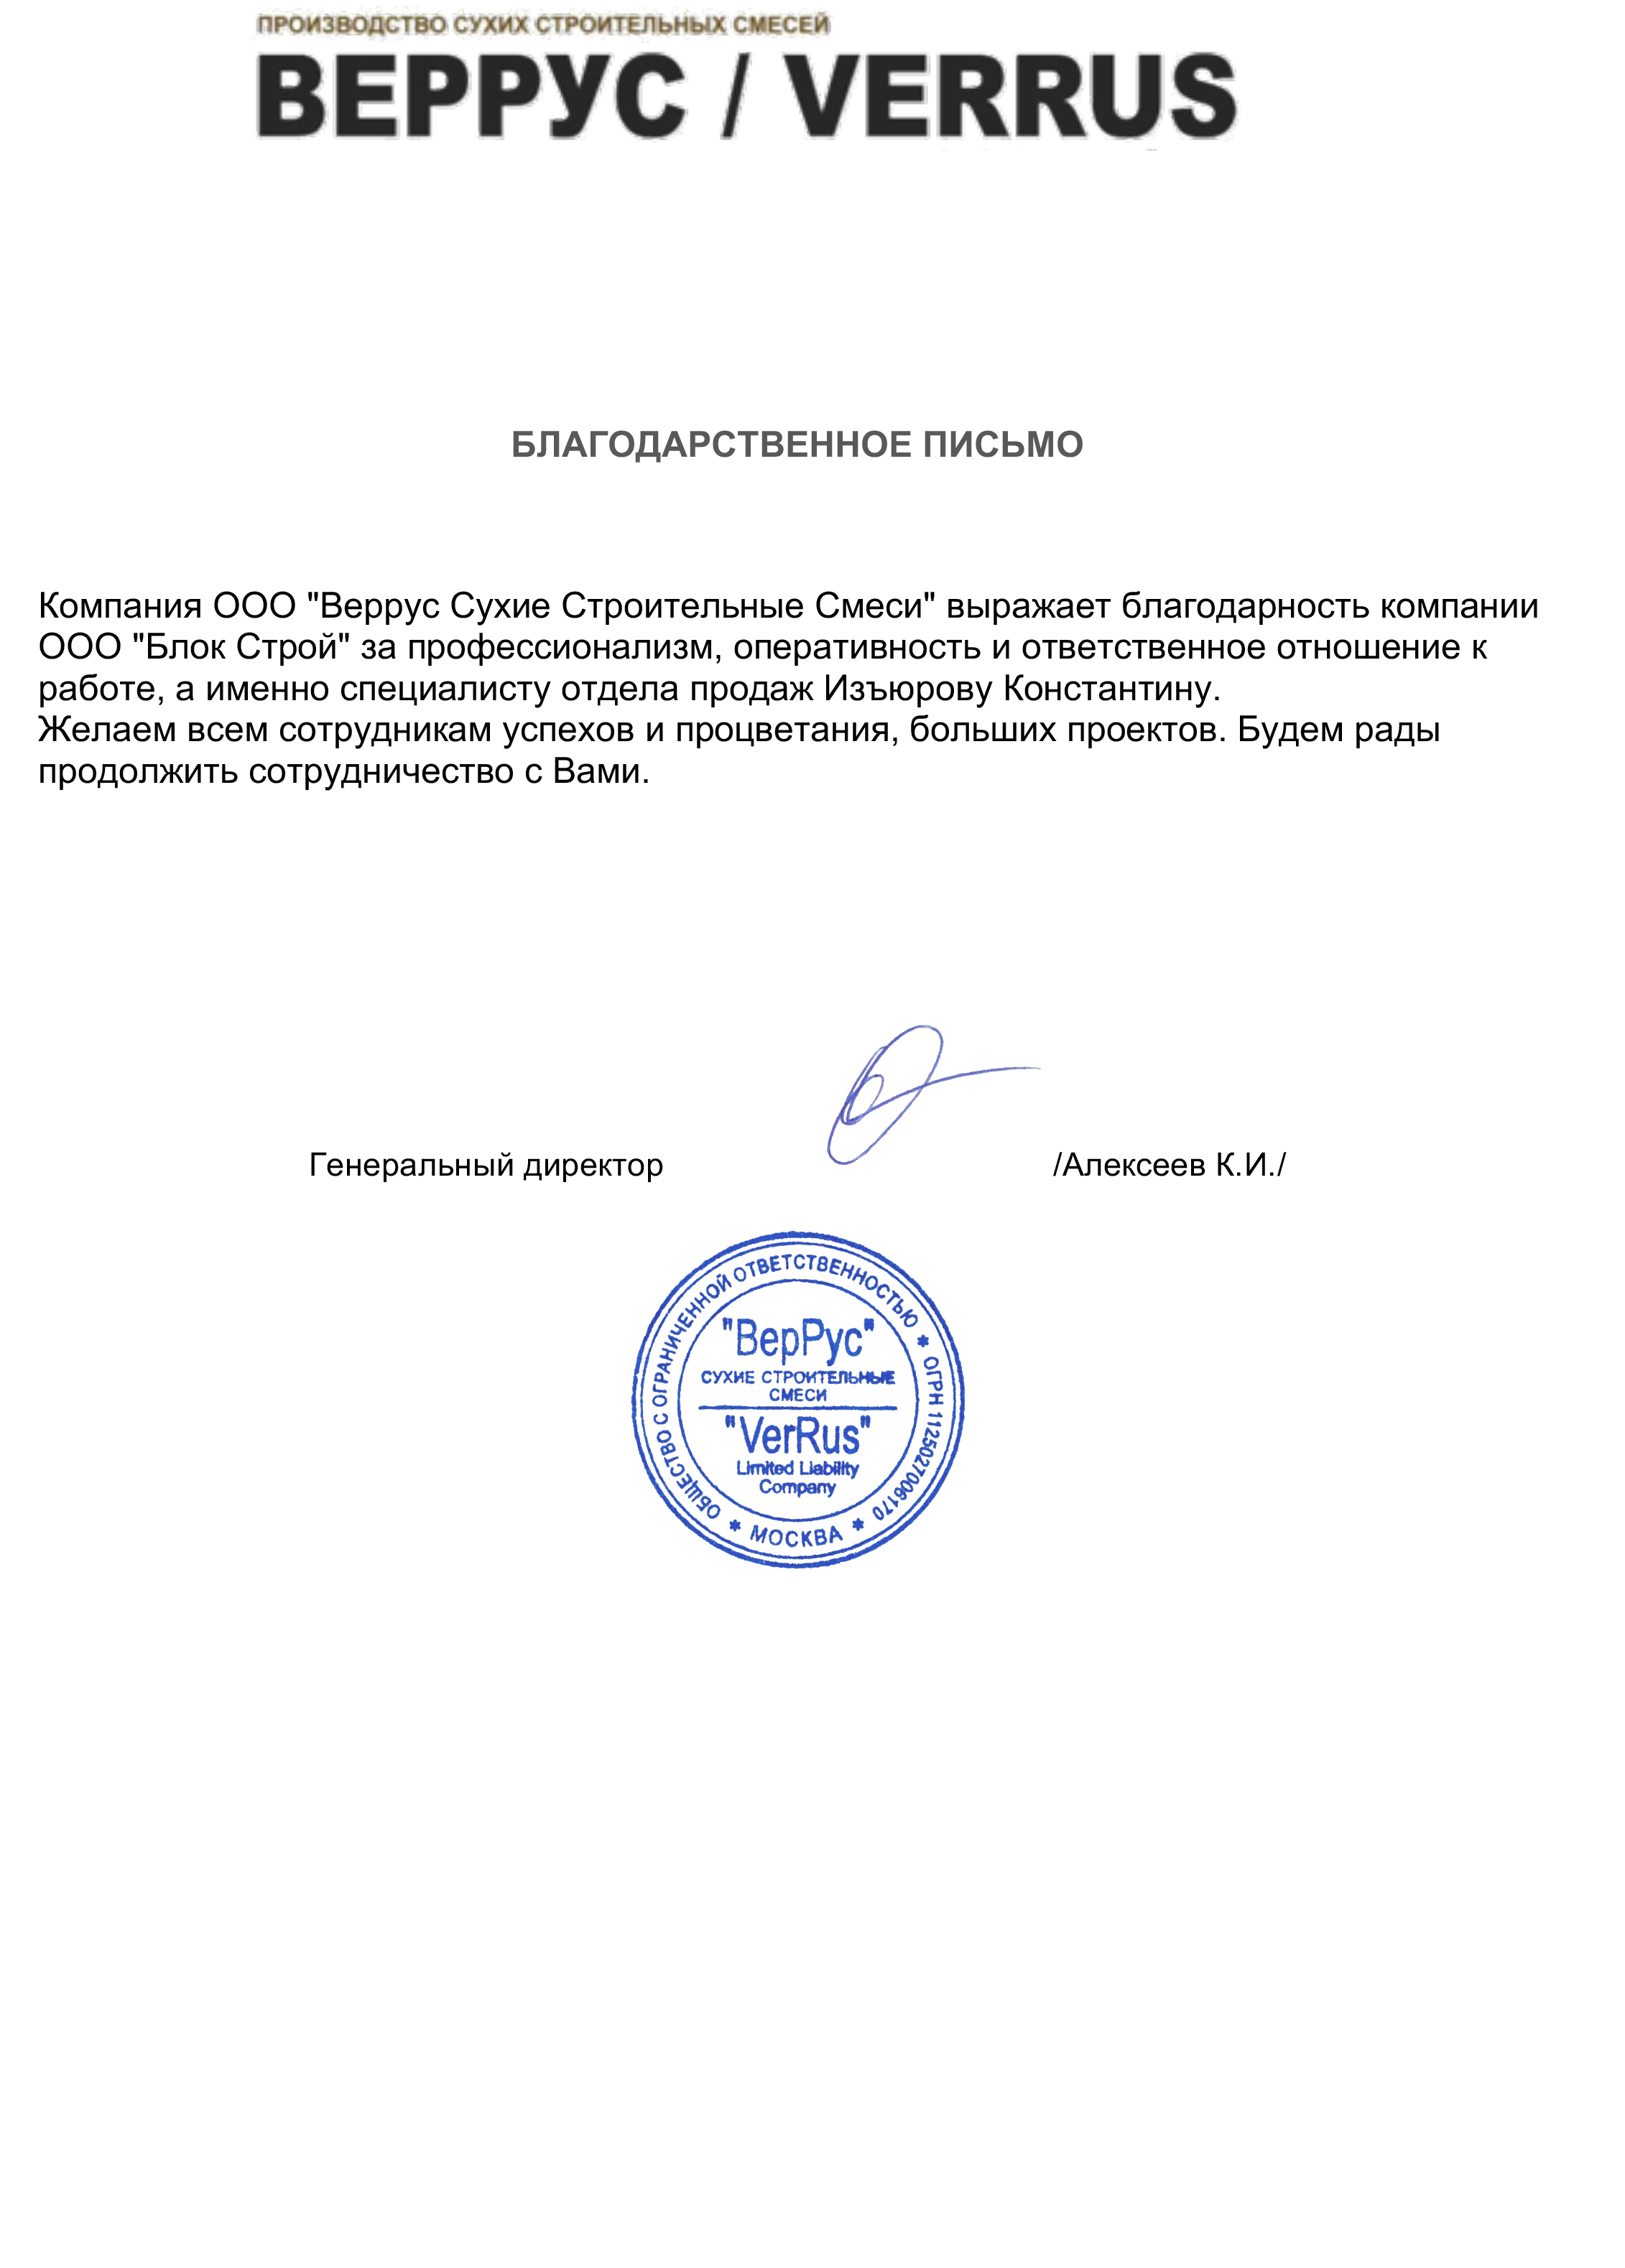 ПРОИЗВОДСТВО СУХИХ СТРОИТЕЛЬНЫХ СМЕСЕЙ
ВЕРРУС / VERRUS
БЛАГОДАРСТВЕННОЕ ПИСЬМО
Компания ООО "Веррус Сухие Строительные Смеси" выражает благодарность компании
ООО "Блок Строй" за профессионализм, оперативность и ответственное отношение к
работе, а именно специалисту отдела продаж Изъюрову Константину.
Желаем всем сотрудникам успехов и процветания, больших проектов. Будем рады
продолжить сотрудничество с Вами.
Генеральный директор /Алексеев К.И./
ОБЩЕСТВО С ОГРАНИЧЕННОЙ ОТВЕТСТВЕННОСТЬЮ * ОГРН 1125027006170
"ВерРус"
СУХИЕ СТРОИТЕЛЬНЫЕ
СМЕСИ
"VerRus"
Limited Liability
Company
* МОСКВА *